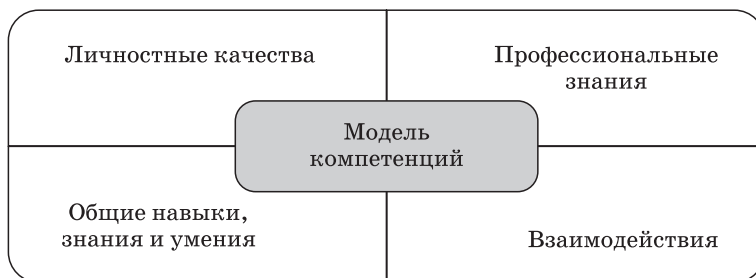 Личностные качества
Профессиональные
знания
Модель
компетенций
Общие навыки,
знания и умения
Взаимодействия